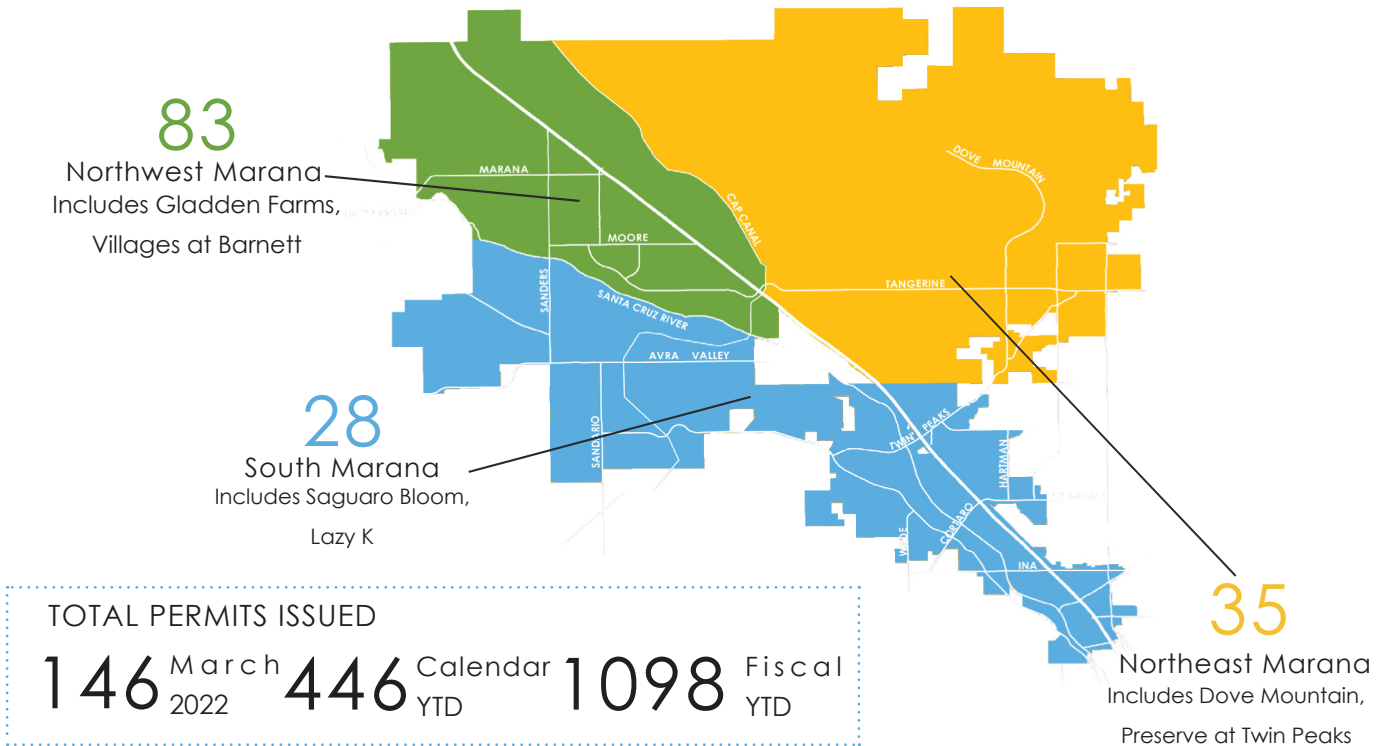 83
Northwest Marana
Includes Gladden Farms,
Villages at Barnett
MARANA
MOORE
SANDERS
SANTA CRUZ RIVER
CAP CANAL
DOVE MOUNTAIN
TANGERINE
AVRA VALLEY
SANDARIO
TWIN PEAKS
HARTMAN
CORTARO
INA
28
South Marana
Includes Saguaro Bloom,
Lazy K
35
Northeast Marana
Includes Dove Mountain,
Preserve at Twin Peaks
TOTAL PERMITS ISSUED
146 March 2022
446 Calendar YTD
1098 Fiscal YTD